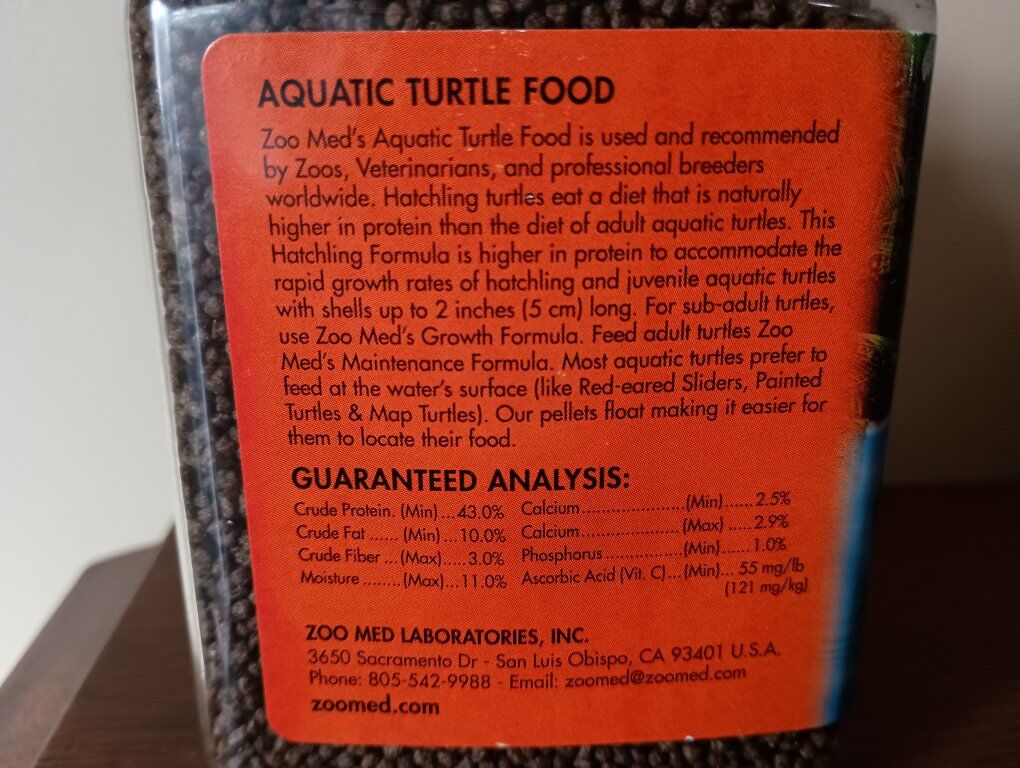 AQUATIC TURTLE FOOD
Zoo Med's Aquatic Turtle Food is used and recommended
by Zoos, Veterinarians, and professional breeders
worldwide. Hatchling turtles eat a diet that is naturally
higher in protein than the diet of adult aquatic turtles. This
Hatchling Formula is higher in protein to accommodate the
rapid growth rates of hatchling and juvenile aquatic turtles
with shells up to 2 inches (5 cm) long. For sub-adult turtles,
use Zoo Med's Growth Formula. Feed adult turtles Zoo
Med's Maintenance Formula. Most aquatic turtles prefer to
feed at the water's surface (like Red-eared Sliders, Painted
Turtles & Map Turtles). Our pellets float making it easier for
them to locate their food.
GUARANTEED ANALYSIS:
Crude Protein. (Min)...43.0% Calcium.......................(Min).....2.5%
Crude Fat ...... (Min)...10.0% Calcium.......................(Max) .....2.9%
Crude Fiber ... (Max).....3.0% Phosphorus ..................(Min)......1.0%
Moisture ........(Max)...11.0% Ascorbic Acid (Vit. C)...(Min)... 55 mg/lb
(121 mg/kg)
ZOO MED LABORATORIES, INC.
3650 Sacramento Dr - San Luis Obispo, CA 93401 U.S.A.
Phone: 805-542-9988 - Email: zoomed@zoomed.com
zoomed.com